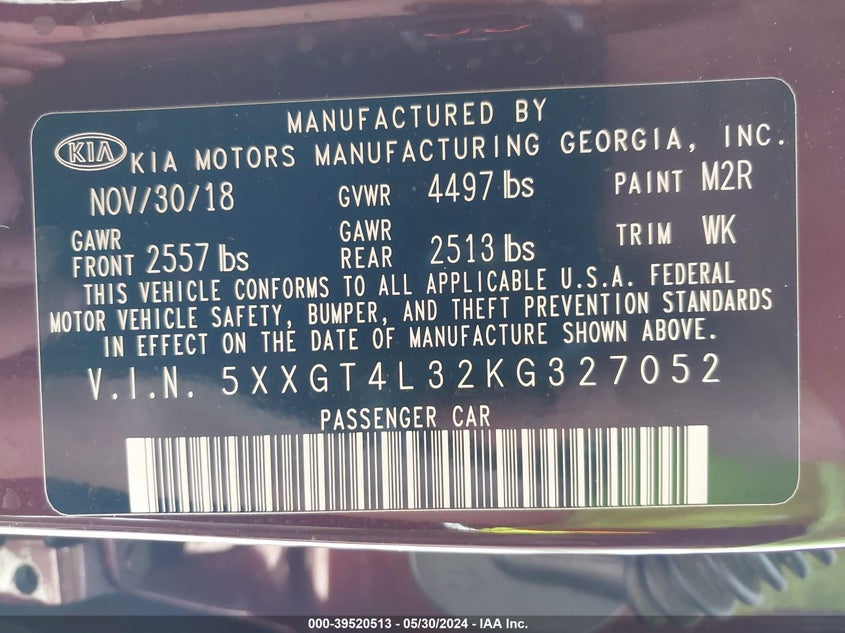 MANUFACTURED BY
KIA KIA MOTORS MANUFACTURING GEORGIA, INC.
NOV/30/18 GVWR 4497 lbs PAINT M2R
GAWR FRONT 2557 lbs GAWR REAR 2513 lbs TRIM WK
THIS VEHICLE CONFORMS TO ALL APPLICABLE U.S.A. FEDERAL
MOTOR VEHICLE SAFETY, BUMPER, AND THEFT PREVENTION STANDARDS
IN EFFECT ON THE DATE OF MANUFACTURE SHOWN ABOVE.
V.I.N. 5XXGT4L32KG327052
PASSENGER CAR
000-39520513 - 05/30/2024 - IAA Inc.